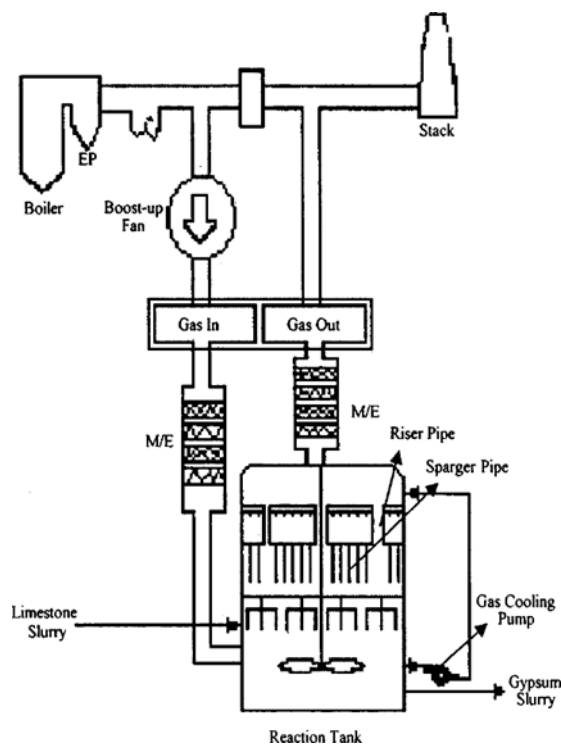 Stack
EP
Boiler
Boost-up
Fan
Gas In
Gas Out
M/E
M/E
Riser Pipe
Sparger Pipe
Limestone
Slurry
Gas Cooling
Pump
Gypsum
Slurry
Reaction Tank